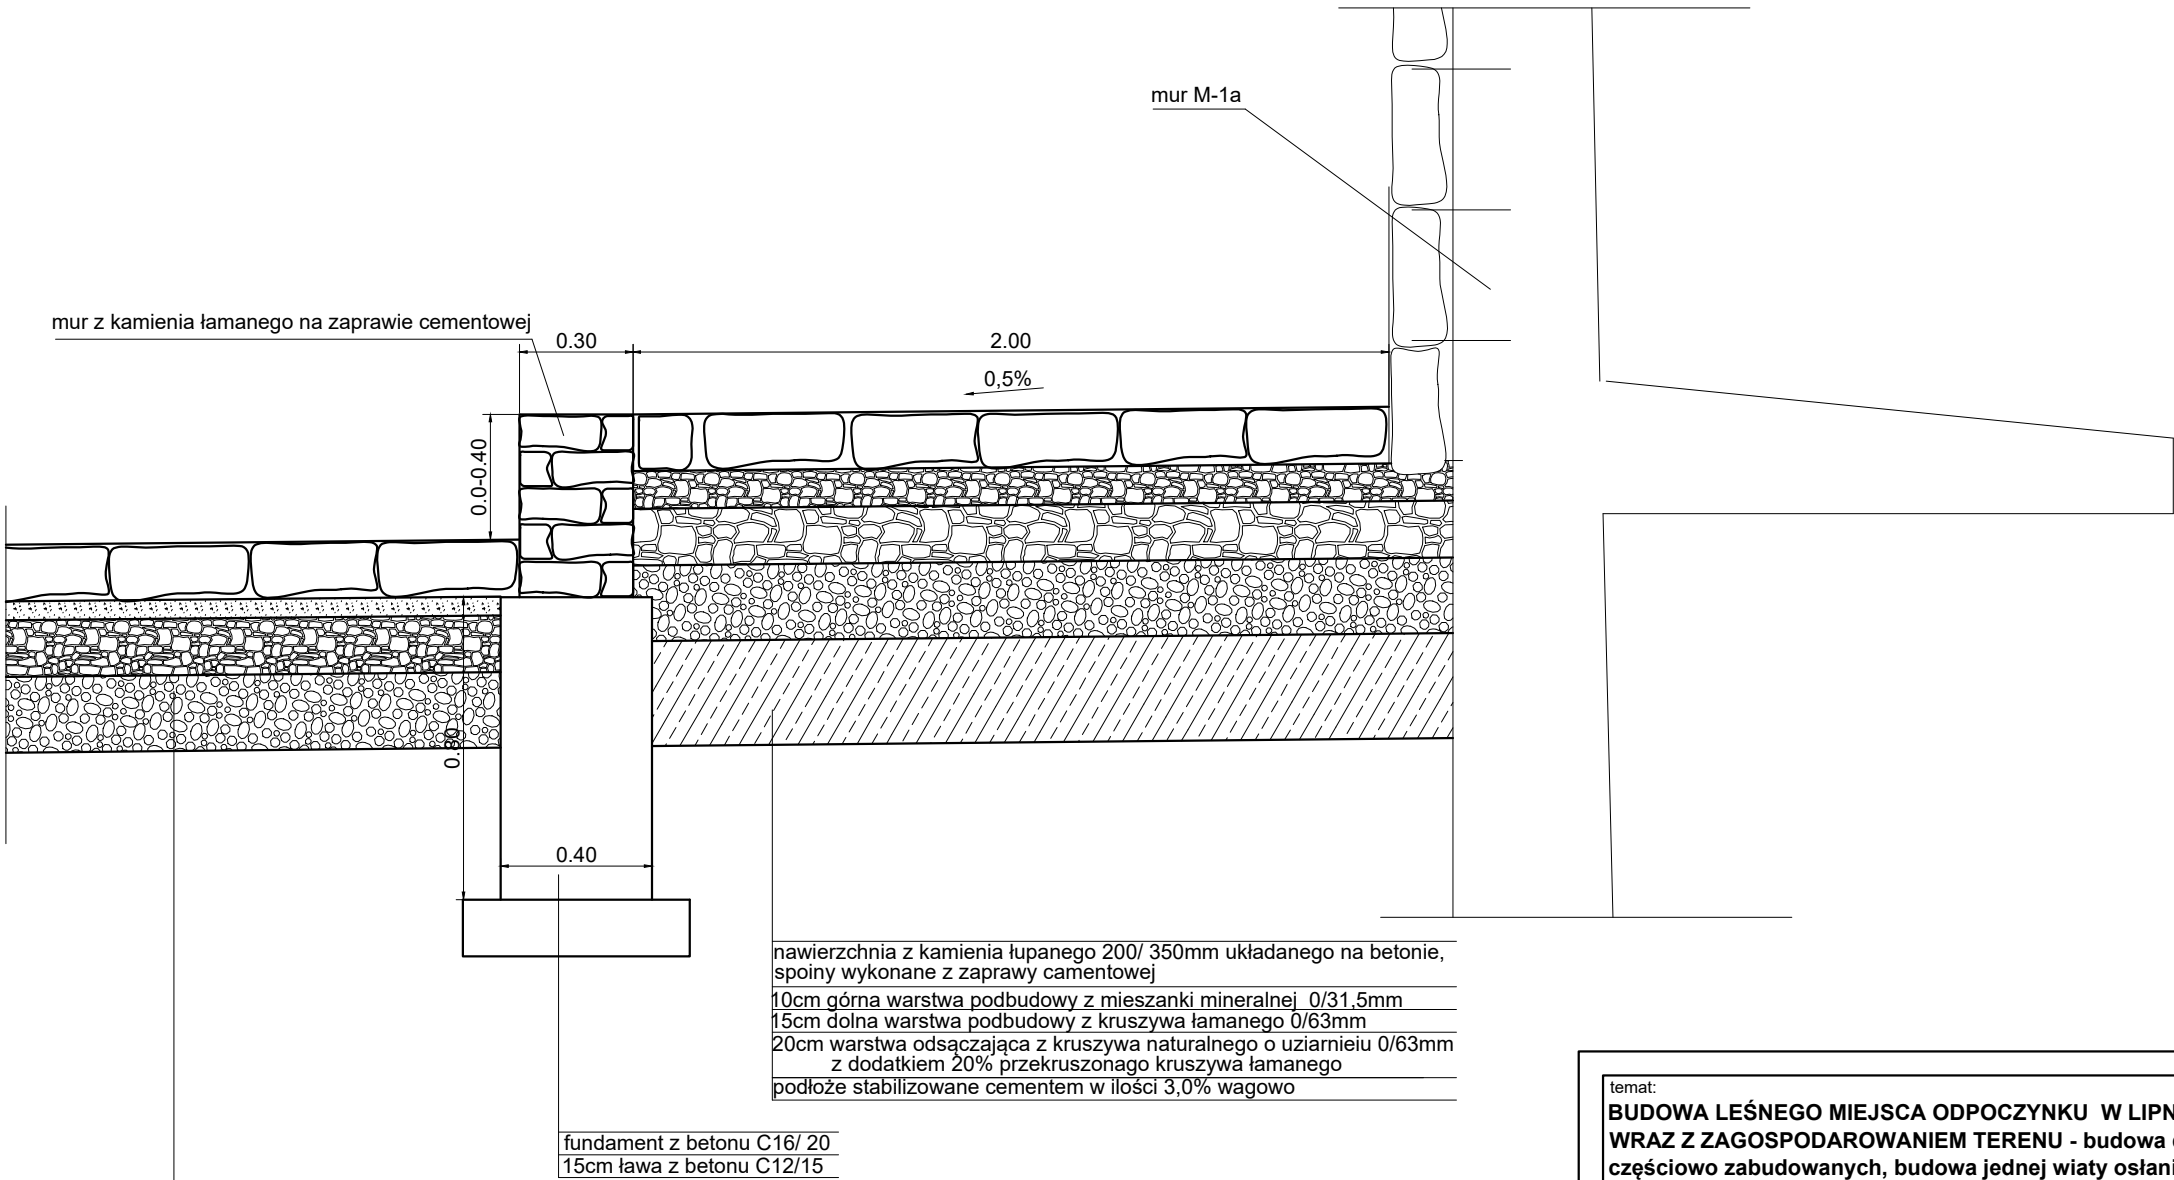 mur M-1a
mur z kamienia łamanego na zaprawie cementowej
0.30
2.00
0,5%
0.0-0.40
0.80
0.40
nawierzchnia z kamienia łupanego 200/ 350mm układanego na betonie,
spoiny wykonane z zaprawy camentowej
10cm górna warstwa podbudowy z mieszanki mineralnej 0/31,5mm
15cm dolna warstwa podbudowy z kruszywa łamanego 0/63mm
20cm warstwa odsączająca z kruszywa naturalnego o uziarnieiu 0/63mm
z dodatkiem 20% przekruszonago kruszywa łamanego
podłoże stabilizowane cementem w ilości 3,0% wagowo
fundament z betonu C16/ 20
15cm ława z betonu C12/15
temat:
BUDOWA LEŚNEGO MIEJSCA ODPOCZYNKU W LIPN
WRAZ Z ZAGOSPODAROWANIEM TERENU - budowa
częściowo zabudowanych, budowa jednej wiaty osłani